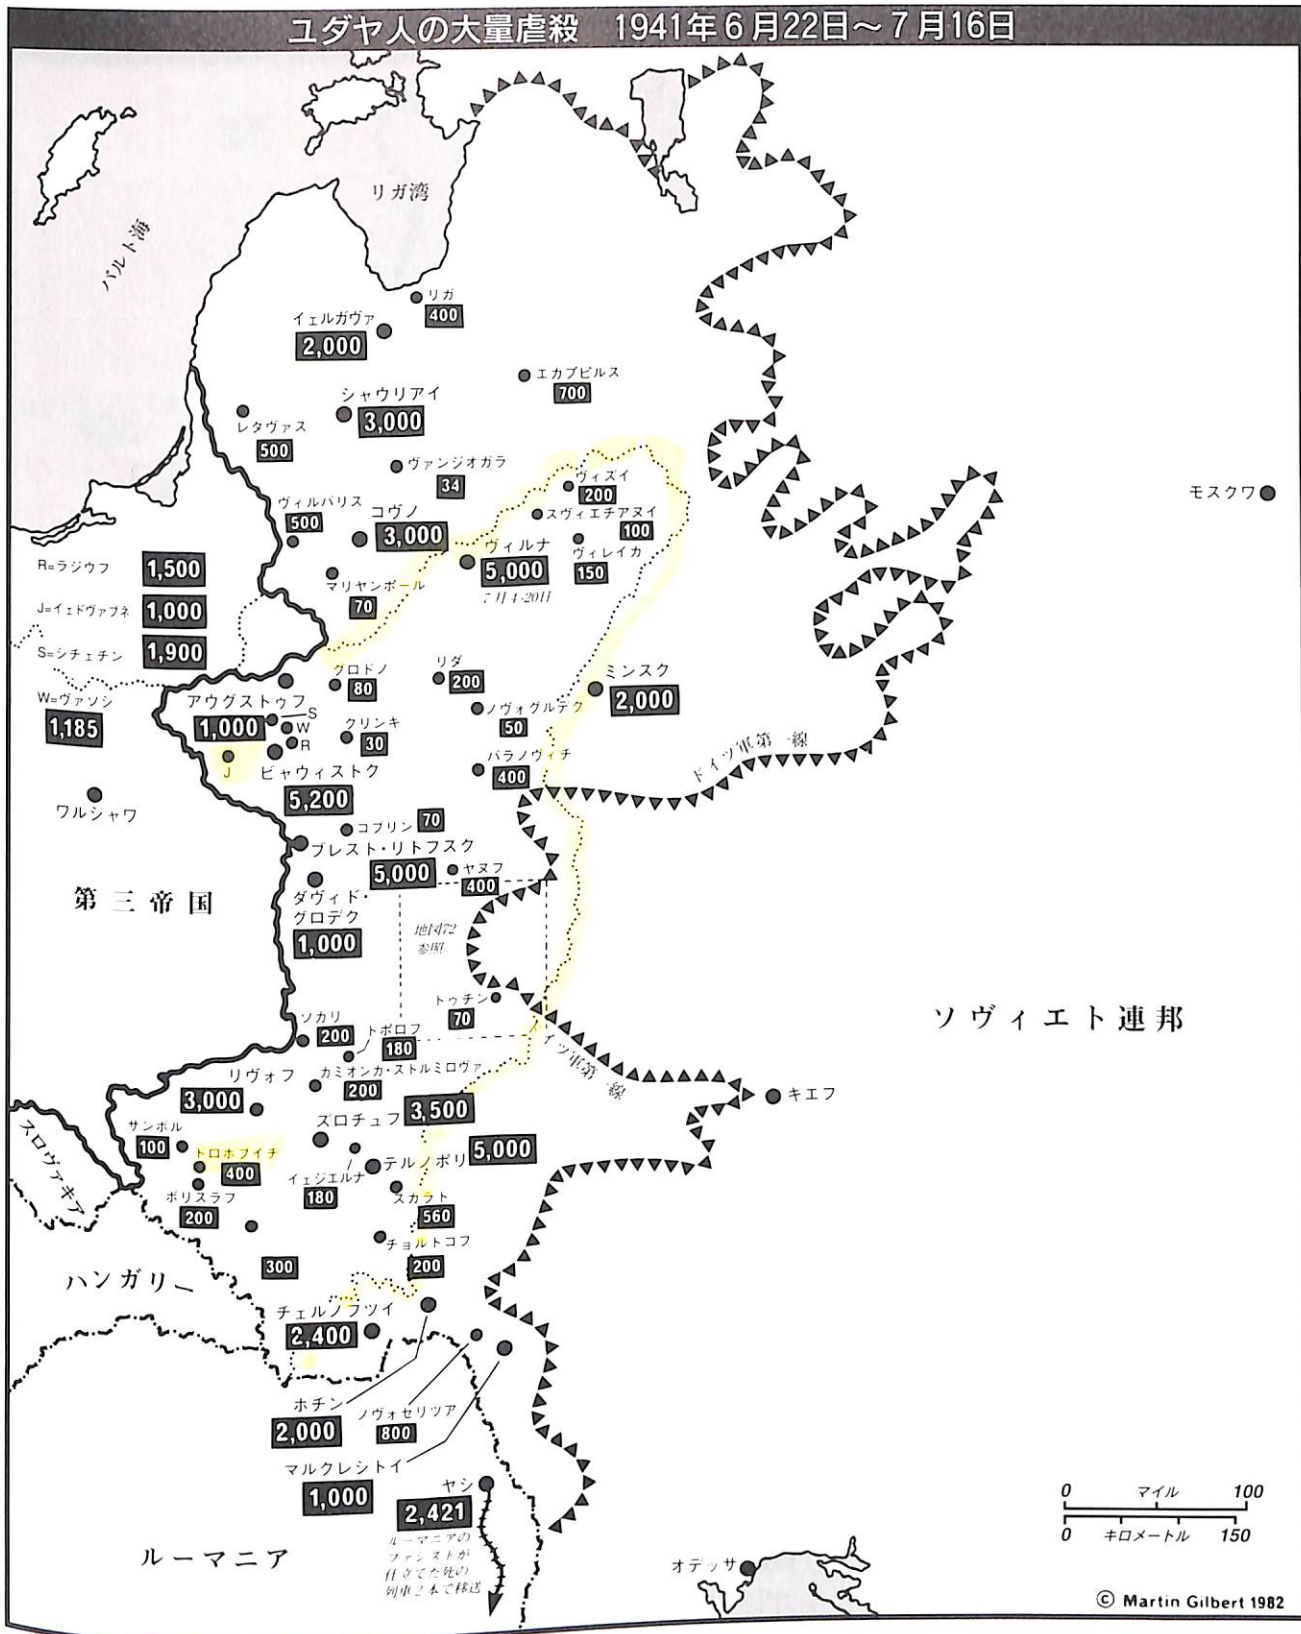 ユダヤ人の大量虐殺 1941年6月22日〜7月16日
リガ湾
バルト海
リガ
400
イェルガヴァ
2,000
エカブピルス
700
シャウリアイ
3,000
レタヴァス
500
ヴァンジオガラ
34
ヴィズイ
200
モスクワ
ヴィルバリス
500
コヴノ
3,000
スヴィエチアヌイ
100
ヴィルナ
5,000
7月4-20日
ヴィレイカ
150
マリヤンポール
70
R=ラジウフ
1,500
J=イェドヴァブネ
1,000
S=シチェチン
1,900
W=ヴァソシ
1,185
グロドノ
80
リダ
200
ミンスク
2,000
アウグストゥフ
1,000
S
W
R
J
クリンキ
30
ノヴォグルデク
50
バラノヴィチ
400
ドイツ軍第一線
ビャウィストク
5,200
ワルシャワ
コブリン
70
ブレスト・リトフスク
5,000
ヤヌフ
400
第三帝国
ダヴィド・
グロデク
1,000
地図72
参照
トゥチン
70
ソヴィエト連邦
ソカリ
200
トポロフ
180
ドイツ軍第一線
リヴォフ
3,000
カミオンカ・ストルミロヴァ
200
キエフ
スロヴァキア
サンボル
100
ズロチュフ
3,500
ドロホブイチ
400
テルノポリ
5,000
イェジエルナ
180
ボリスラフ
200
スカラト
560
300
チョルトコフ
200
ハンガリー
チェルノフツイ
2,400
ホチン
2,000
ノヴォセリツア
800
マルクレシトイ
1,000
ヤシ
2,421
ルーマニアの
ファシストが
仕立てた死の
列車2本で移送
ルーマニア
オデッサ
0 マイル 100
0 キロメートル 150
© Martin Gilbert 1982